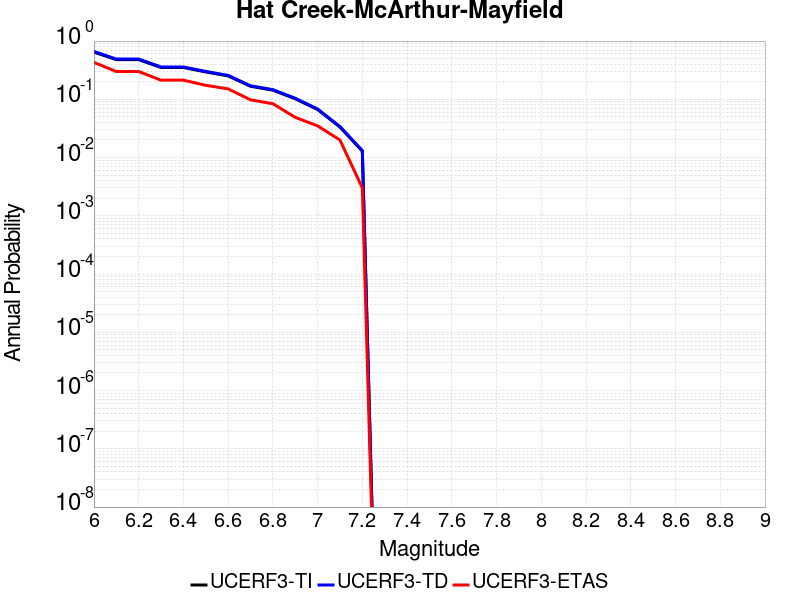 Hat Creek-McArthur-Mayfield
10^0
10^-1
10^-2
10^-3
10^-4
10^-5
10^-6
10^-7
10^-8
Annual Probability
6 6.2 6.4 6.6 6.8 7 7.2 7.4 7.6 7.8 8 8.2 8.4 8.6 8.8 9
Magnitude
UCERF3-TI UCERF3-TD UCERF3-ETAS